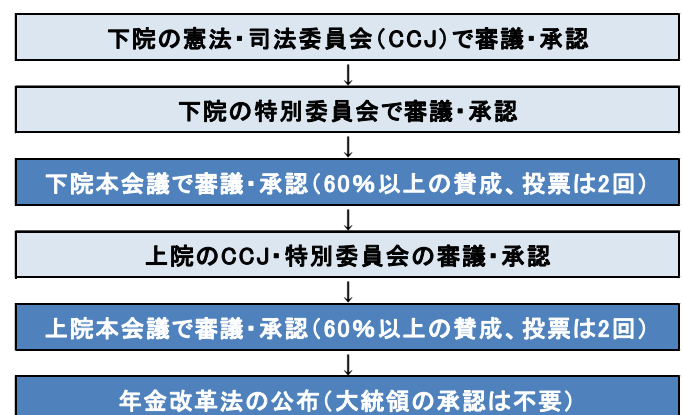 下院の憲法・司法委員会（CCJ）で審議・承認
↓
下院の特別委員会で審議・承認
↓
下院本会議で審議・承認（60％以上の賛成、投票は2回）
↓
上院のCCJ・特別委員会の審議・承認
↓
上院本会議で審議・承認（60％以上の賛成、投票は2回）
↓
年金改革法の公布（大統領の承認は不要）